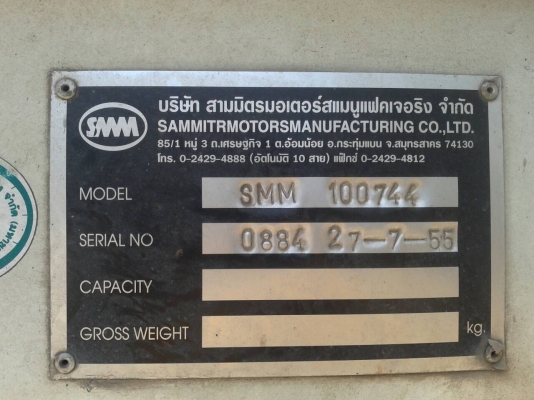 SMM
บริษัท สามมิตรมอเตอร์สแมนูแฟคเจอริง จำกัด
SAMMITRMOTORSMANUFACTURING CO.,LTD.
85/1 หมู่ 3 ถ.เศรษฐกิจ 1 ต.อ้อมน้อย อ.กระทุ่มแบน จ.สมุทรสาคร 74130
โทร. 0-2429-4888 (อัตโนมัติ 10 สาย) แฟ็กซ์ 0-2429-4812
MODEL SMM 100744
SERIAL NO 0884 27-7-55
CAPACITY
GROSS WEIGHT kg.